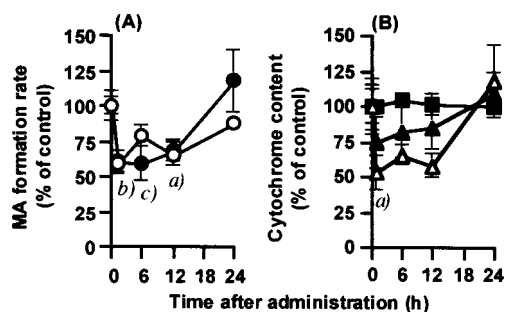 (A)
(B)
MA formation rate
(% of control)
150
125
100
75
50
25
0
b)
c)
a)
0
6
12
18
24
Cytochrome content
(% of control)
150
125
100
75
50
25
0
a)
0
6
12
18
24
Time after administration (h)